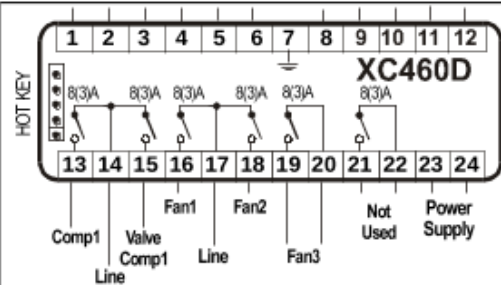 1 2 3 4 5 6 7 8 9 10 11 12
XC460D
HOT KEY
8(3)A 8(3)A 8(3)A 8(3)A 8(3)A 8(3)A
13 14 15 16 17 18 19 20 21 22 23 24
Fan1 Fan2 Not Used Power Supply
Comp1 Valve Comp1 Line Fan3
Line